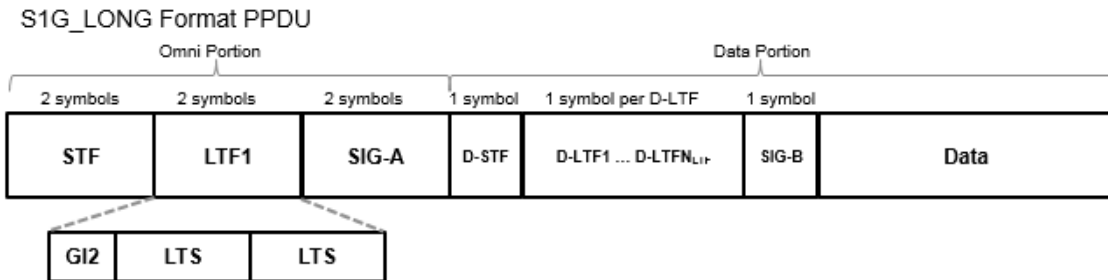 S1G_LONG Format PPDU
Omni Portion Data Portion
2 symbols 2 symbols 2 symbols 1 symbol 1 symbol per D-LTF 1 symbol
STF LTF1 SIG-A D-STF D-LTF1 ... D-LTFN_LTF SIG-B Data
GI2 LTS LTS